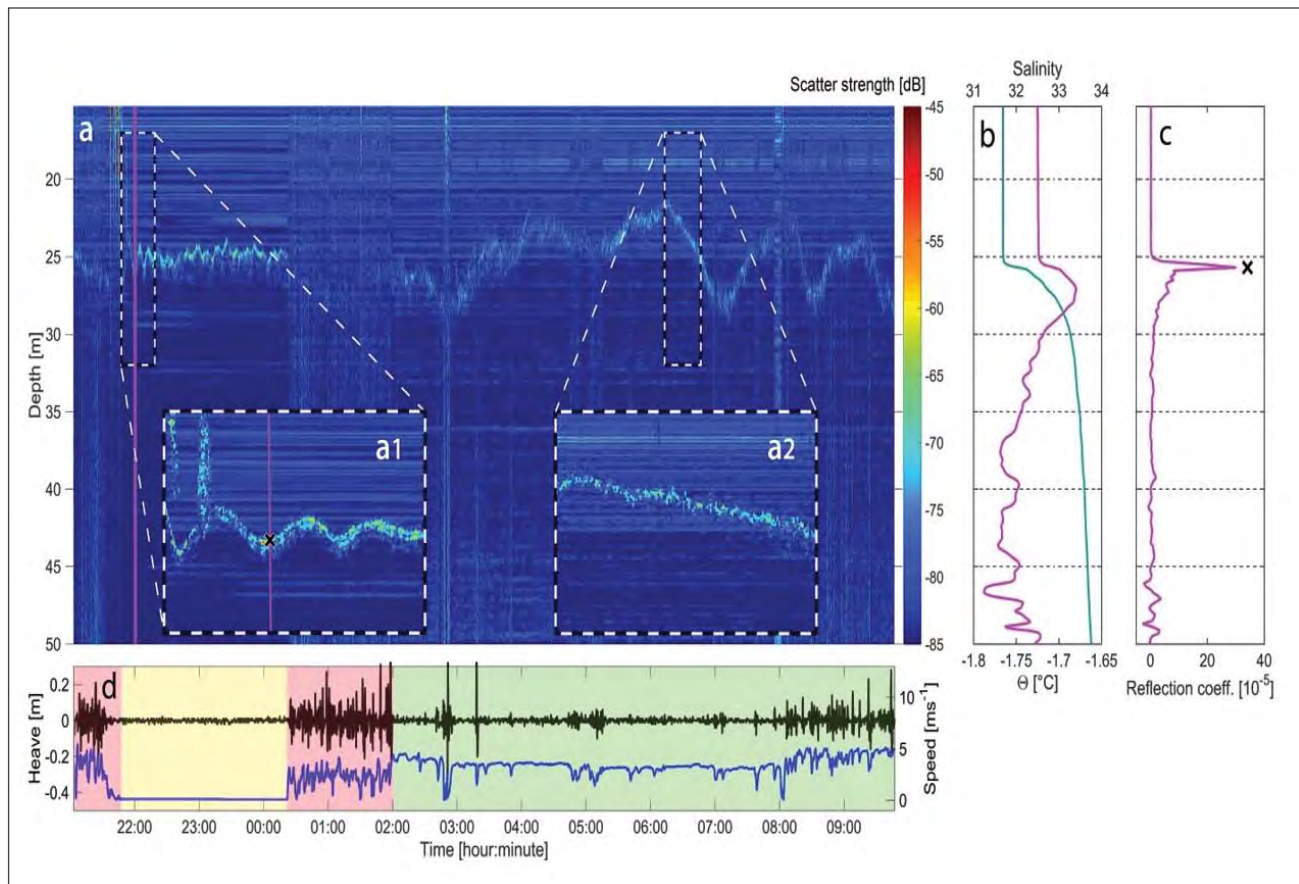 Scatter strength [dB]
a
Depth [m]
20
25
30
35
40
45
50
a1
a2
-45
-50
-55
-60
-65
-70
-75
-80
-85
Salinity
31 32 33 34
b
-1.8 -1.75 -1.7 -1.65
Θ [°C]
c
0 20 40
Reflection coeff. [10-5]
d
Heave [m]
0.2
0
-0.2
-0.4
Speed [ms-1]
10
5
0
22:00 23:00 00:00 01:00 02:00 03:00 04:00 05:00 06:00 07:00 08:00 09:00
Time [hour:minute]